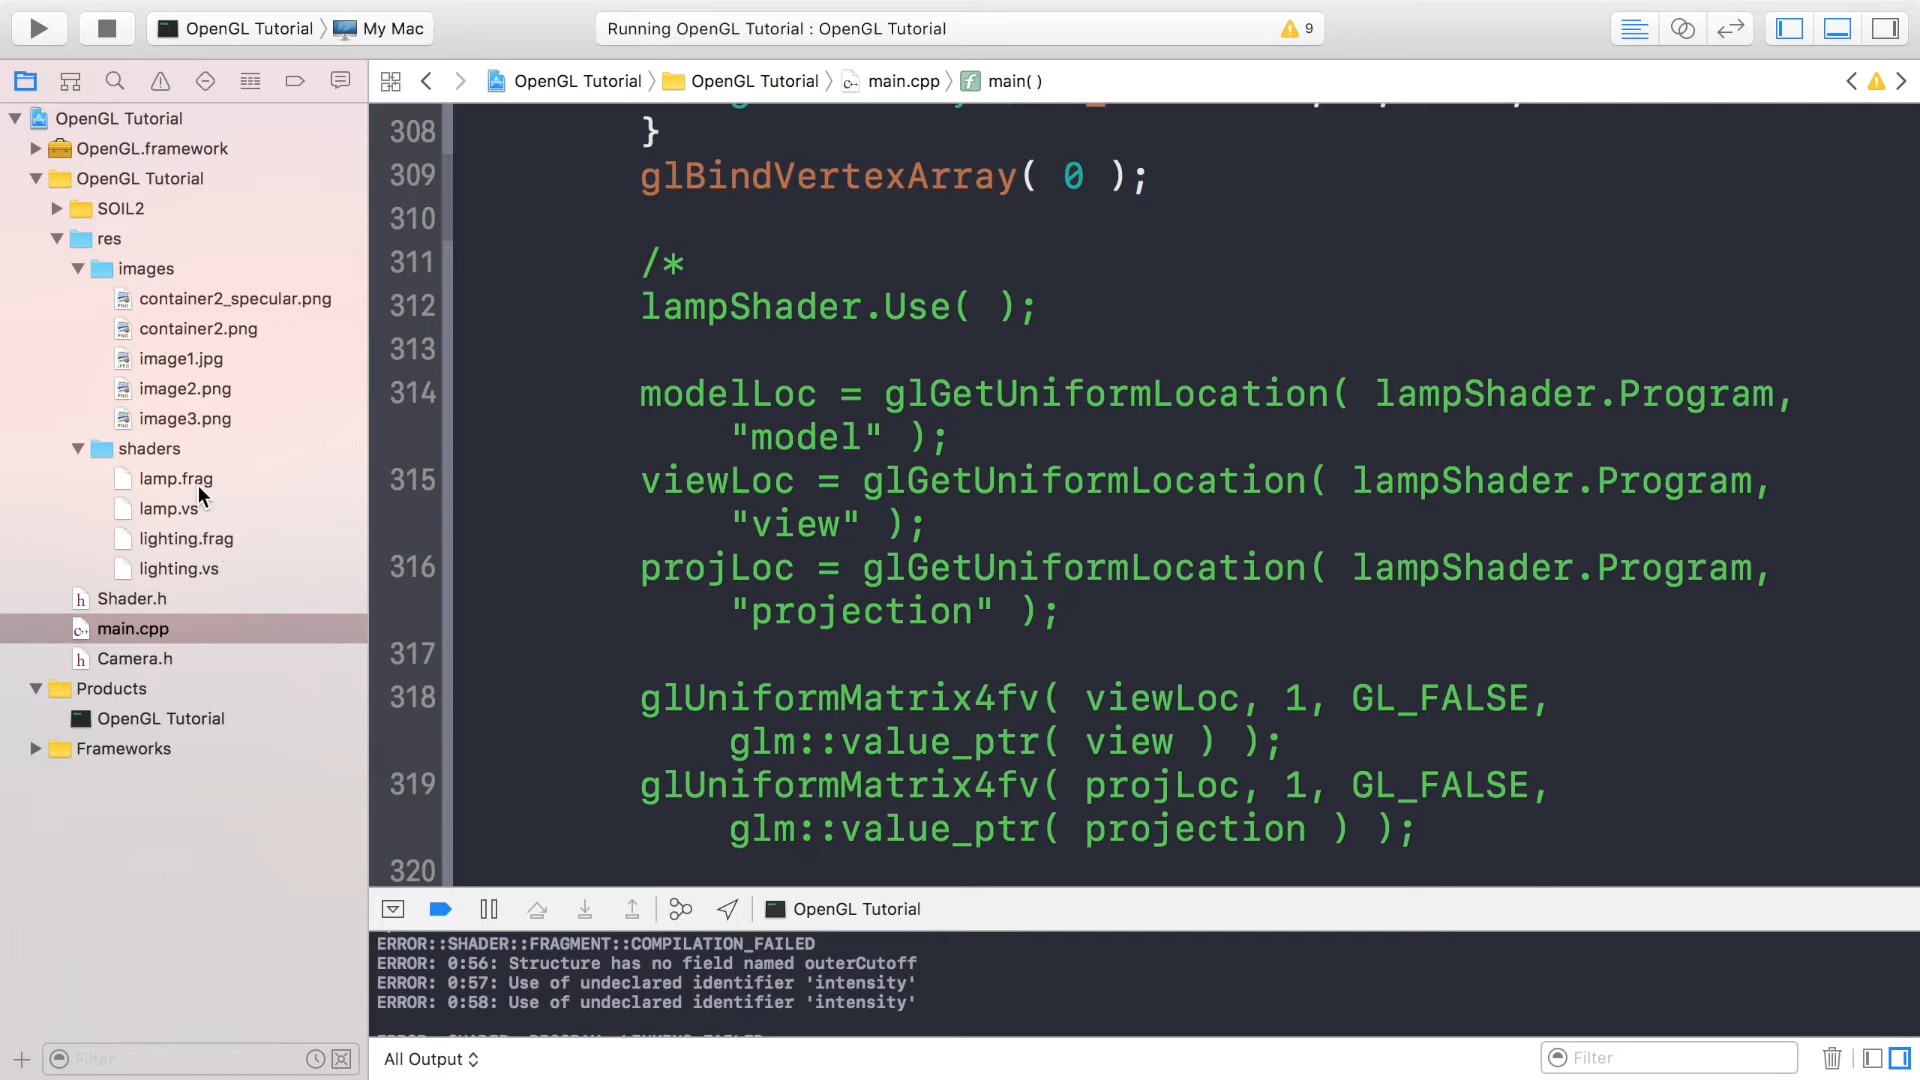 OpenGL Tutorial
My Mac
Running OpenGL Tutorial : OpenGL Tutorial
9
OpenGL Tutorial
OpenGL Tutorial
main.cpp
main( )
OpenGL Tutorial
OpenGL.framework
OpenGL Tutorial
SOIL2
res
images
container2_specular.png
container2.png
image1.jpg
image2.png
image3.png
shaders
lamp.frag
lamp.vs
lighting.frag
lighting.vs
Shader.h
main.cpp
Camera.h
Products
OpenGL Tutorial
Frameworks
Filter
308 }
309 glBindVertexArray( 0 );
310
311 /*
312 lampShader.Use( );
313
314 modelLoc = glGetUniformLocation( lampShader.Program,
"model" );
315 viewLoc = glGetUniformLocation( lampShader.Program,
"view" );
316 projLoc = glGetUniformLocation( lampShader.Program,
"projection" );
317
318 glUniformMatrix4fv( viewLoc, 1, GL_FALSE,
glm::value_ptr( view ) );
319 glUniformMatrix4fv( projLoc, 1, GL_FALSE,
glm::value_ptr( projection ) );
320
OpenGL Tutorial
ERROR::SHADER::FRAGMENT::COMPILATION_FAILED
ERROR: 0:56: Structure has no field named outerCutoff
ERROR: 0:57: Use of undeclared identifier 'intensity'
ERROR: 0:58: Use of undeclared identifier 'intensity'
All Output
Filter